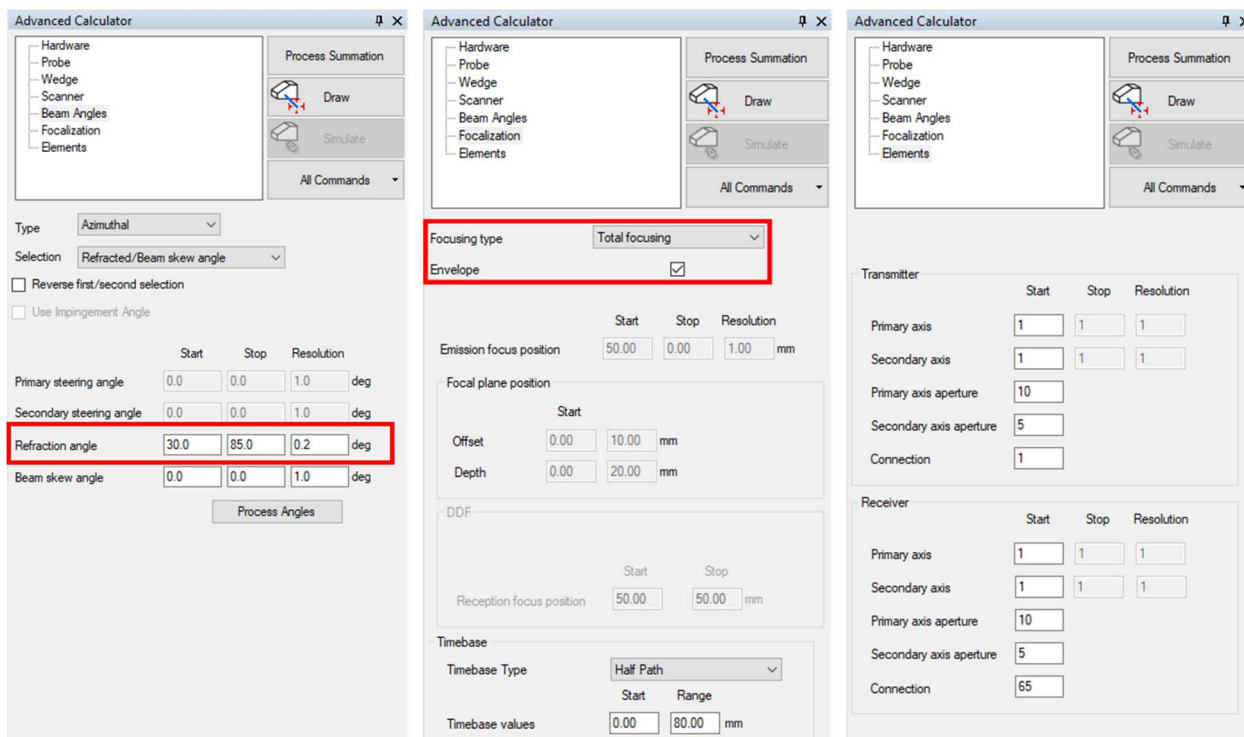 Advanced Calculator
Hardware
Probe
Wedge
Scanner
Beam Angles
Focalization
Elements
Process Summation
Draw
Simulate
All Commands
Type Azimuthal
Selection Refracted/Beam skew angle
Reverse first/second selection
Use Impingement Angle
Start Stop Resolution
Primary steering angle 0.0 0.0 1.0 deg
Secondary steering angle 0.0 0.0 1.0 deg
Refraction angle 30.0 85.0 0.2 deg
Beam skew angle 0.0 0.0 1.0 deg
Process Angles
Advanced Calculator
Hardware
Probe
Wedge
Scanner
Beam Angles
Focalization
Elements
Process Summation
Draw
Simulate
All Commands
Focusing type Total focusing
Envelope
Start Stop Resolution
Emission focus position 50.00 0.00 1.00 mm
Focal plane position
Start
Offset 0.00 10.00 mm
Depth 0.00 20.00 mm
DDF
Start Stop
Reception focus position 50.00 50.00 mm
Timebase
Timebase Type Half Path
Start Range
Timebase values 0.00 80.00 mm
Advanced Calculator
Hardware
Probe
Wedge
Scanner
Beam Angles
Focalization
Elements
Process Summation
Draw
Simulate
All Commands
Transmitter
Start Stop Resolution
Primary axis 1 1 1
Secondary axis 1 1 1
Primary axis aperture 10
Secondary axis aperture 5
Connection 1
Receiver
Start Stop Resolution
Primary axis 1 1 1
Secondary axis 1 1 1
Primary axis aperture 10
Secondary axis aperture 5
Connection 65